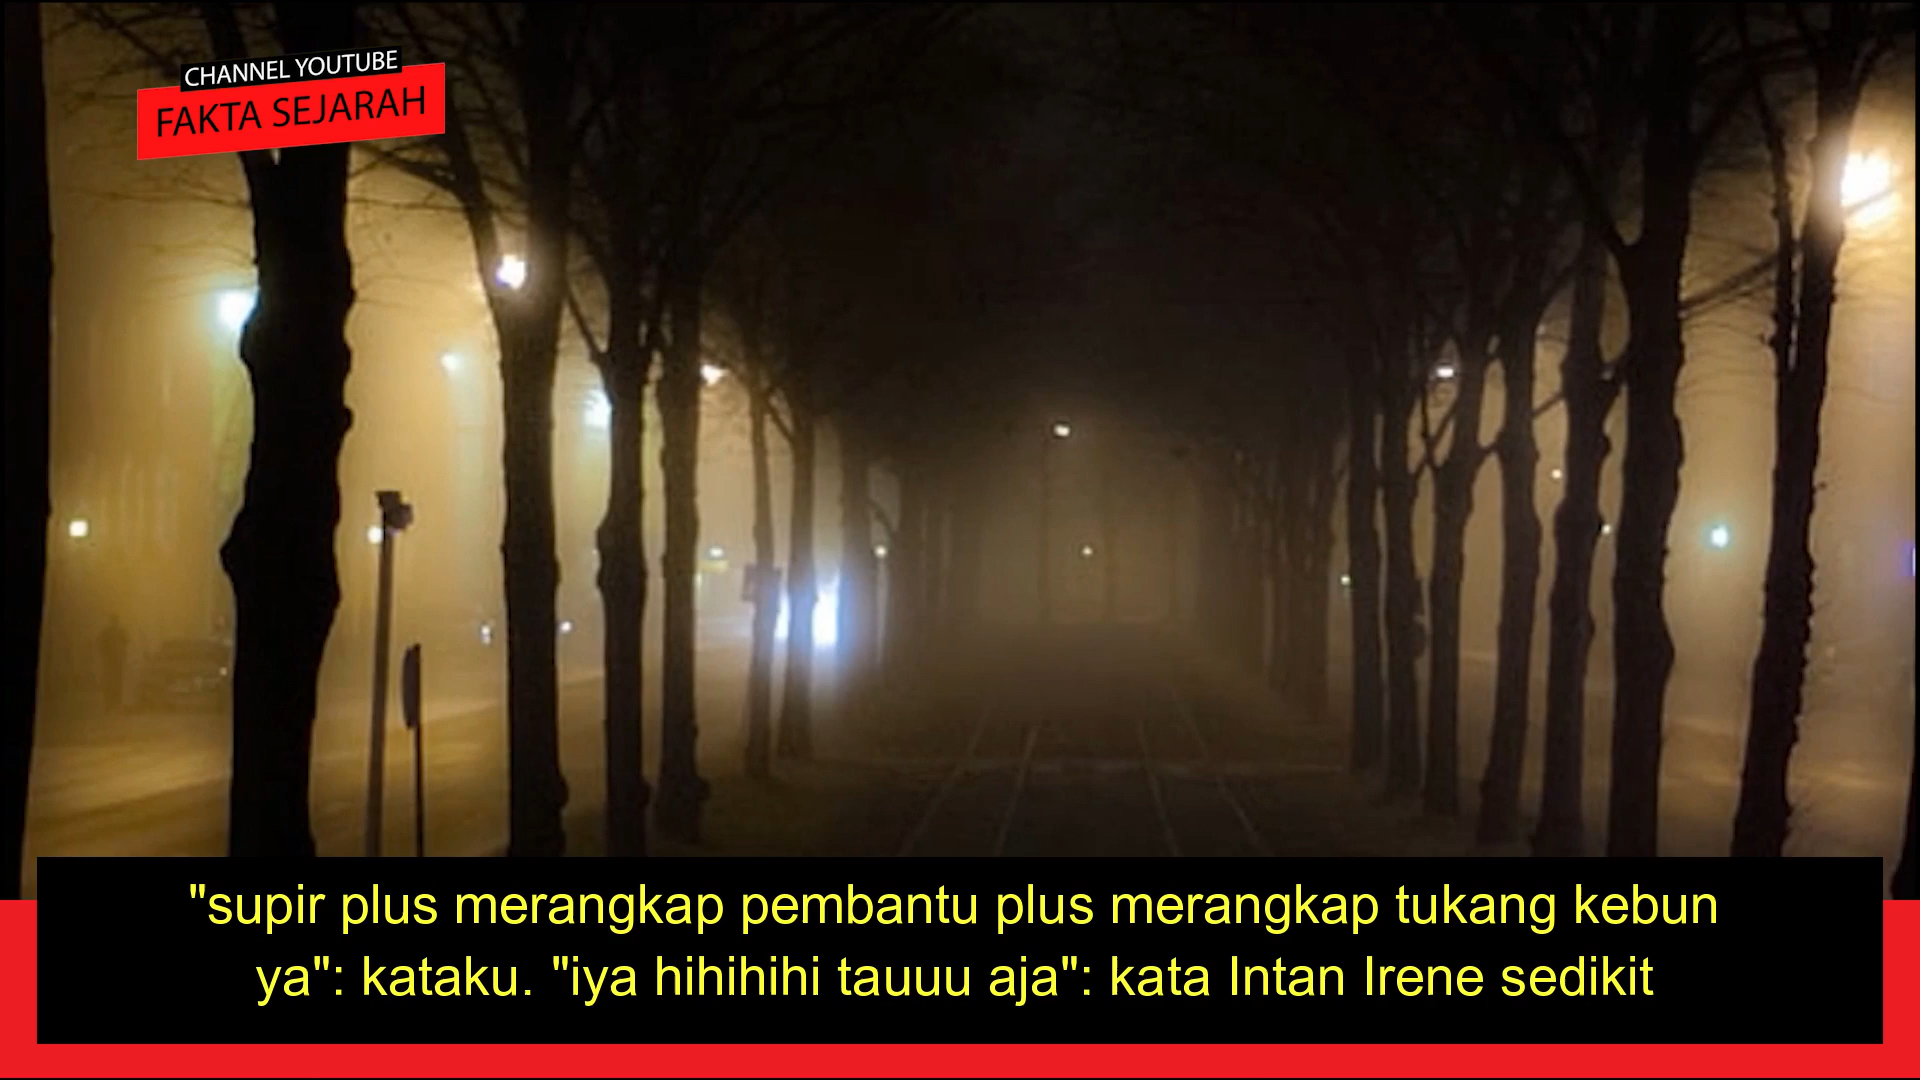 CHANNEL YOUTUBE
FAKTA SEJARAH
"supir plus merangkap pembantu plus merangkap tukang kebun
ya": kataku. "iya hihihihi tauuu aja": kata Intan Irene sedikit